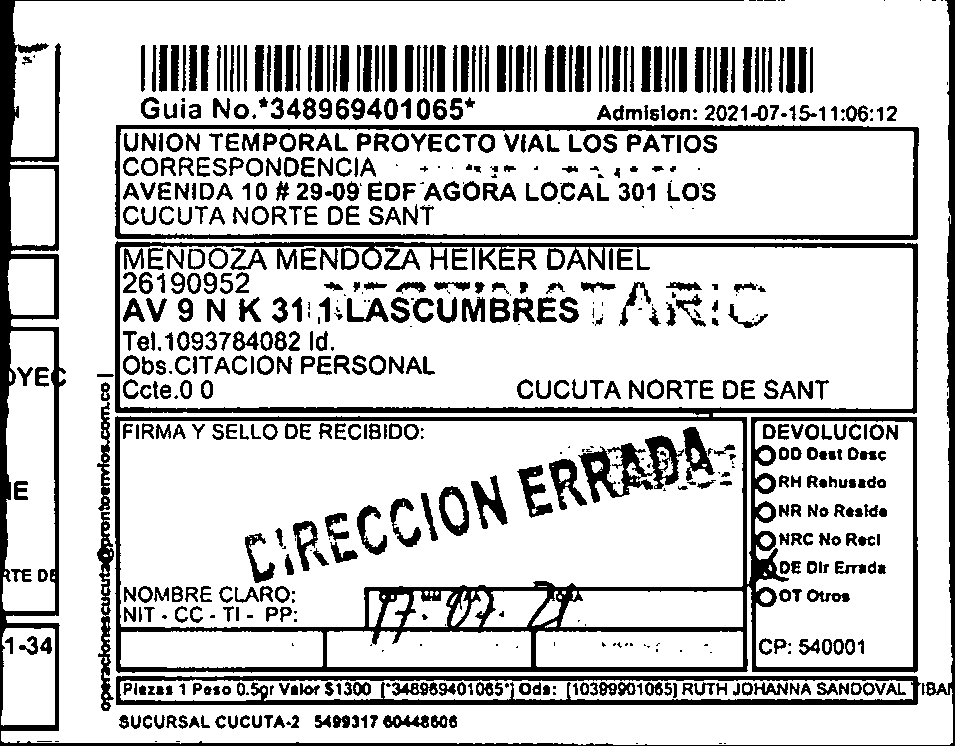 Guia No.*348969401065*
Admision: 2021-07-15-11:06:12
UNION TEMPORAL PROYECTO VIAL LOS PATIOS
CORRESPONDENCIA
AVENIDA 10 # 29-09 EDF AGORA LOCAL 301 LOS
CUCUTA NORTE DE SANT
MENDOZA MENDOZA HEIKER DANIEL
26190952
AV 9 N K 31 1 LASCUMBRES
Tel.1093784082 Id.
Obs.CITACION PERSONAL
Ccte.0 0 CUCUTA NORTE DE SANT
operacionescucuta@prontoenvios.com.co
FIRMA Y SELLO DE RECIBIDO:
DIRECCION ERRADA
NOMBRE CLARO:
NIT - CC - TI - PP:
17. 07. 21
DEVOLUCIÓN
DD Dest Desc
RH Rehusado
NR No Reside
NRC No Recl
DE Dir Errada
OT Otros
CP: 540001
Piezas 1 Peso 0.5gr Valor $1300 [*348969401065*] Ods: [10399901065] RUTH JOHANNA SANDOVAL TIBA
SUCURSAL CUCUTA-2 5499317 60448606
OYEC
RTE DE
1-34